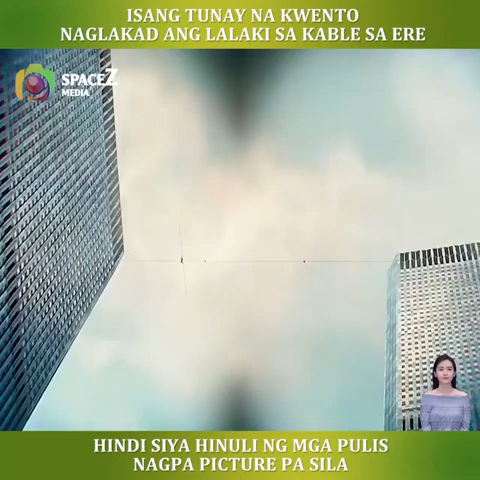 ISANG TUNAY NA KWENTO
NAGLAKAD ANG LALAKI SA KABLE SA ERE
SPACEZ
MEDIA
HINDI SIYA HINULI NG MGA PULIS
NAGPA PICTURE PA SILA